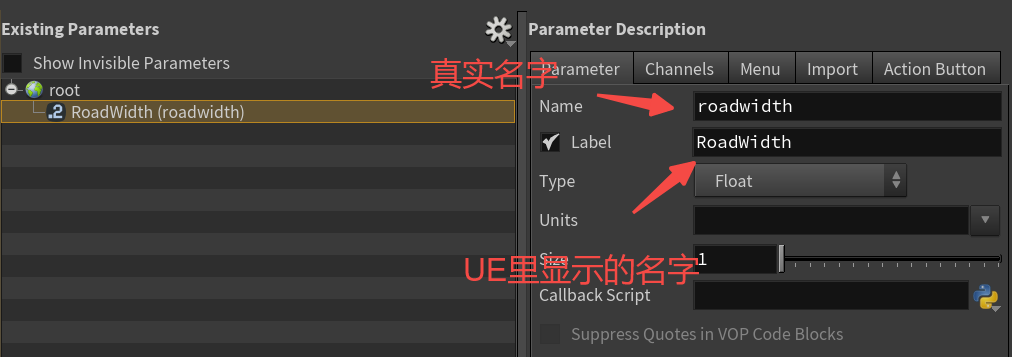 Existing Parameters
Show Invisible Parameters
root
.2 RoadWidth (roadwidth)
Parameter Description
真实名字
Parameter Channels Menu Import Action Button
Name roadwidth
Label RoadWidth
Type Float
Units
UE里显示的名字
Size 1
Callback Script
Suppress Quotes in VOP Code Blocks